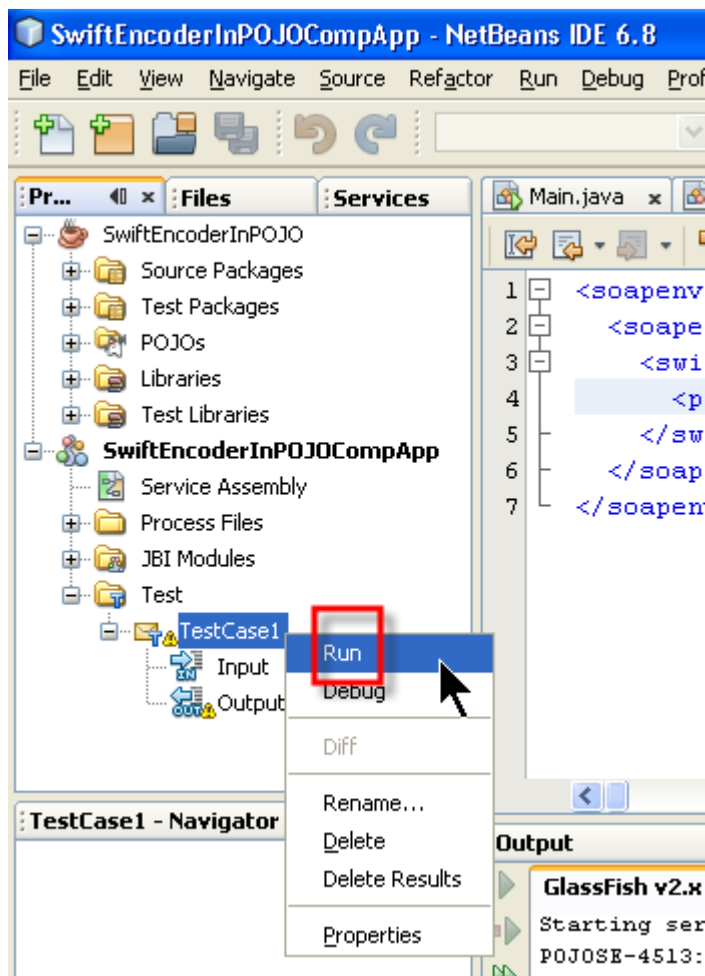 SwiftEncoderInPOJOCompApp - NetBeans IDE 6.8
File Edit View Navigate Source Refactor Run Debug Prof
Pr... Files Services
Main.java
SwiftEncoderInPOJO
Source Packages
Test Packages
POJOs
Libraries
Test Libraries
SwiftEncoderInPOJOCompApp
Service Assembly
Process Files
JBI Modules
Test
TestCase1
IN Input
OUT Output
1 <soapenv
2 <soape
3 <swi
4 <p
5 </sw
6 </soap
7 </soapen
Run
Debug
Diff
Rename...
Delete
Delete Results
Properties
TestCase1 - Navigator
Output
GlassFish v2.x
Starting ser
POJOSE-4513: